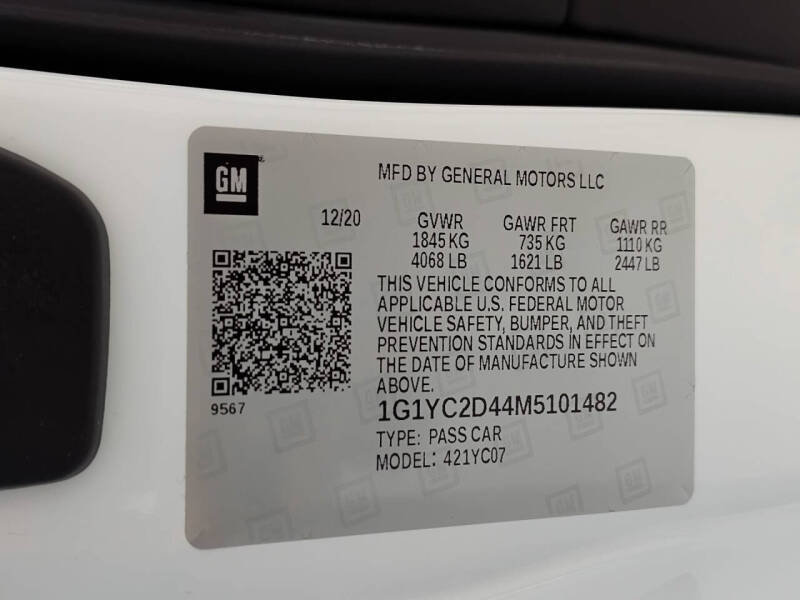 GM
MFD BY GENERAL MOTORS LLC
12/20 GVWR GAWR FRT GAWR RR
1845 KG 735 KG 1110 KG
4068 LB 1621 LB 2447 LB
THIS VEHICLE CONFORMS TO ALL
APPLICABLE U.S. FEDERAL MOTOR
VEHICLE SAFETY, BUMPER, AND THEFT
PREVENTION STANDARDS IN EFFECT ON
THE DATE OF MANUFACTURE SHOWN
ABOVE.
9567
1G1YC2D44M5101482
TYPE: PASS CAR
MODEL: 421YC07